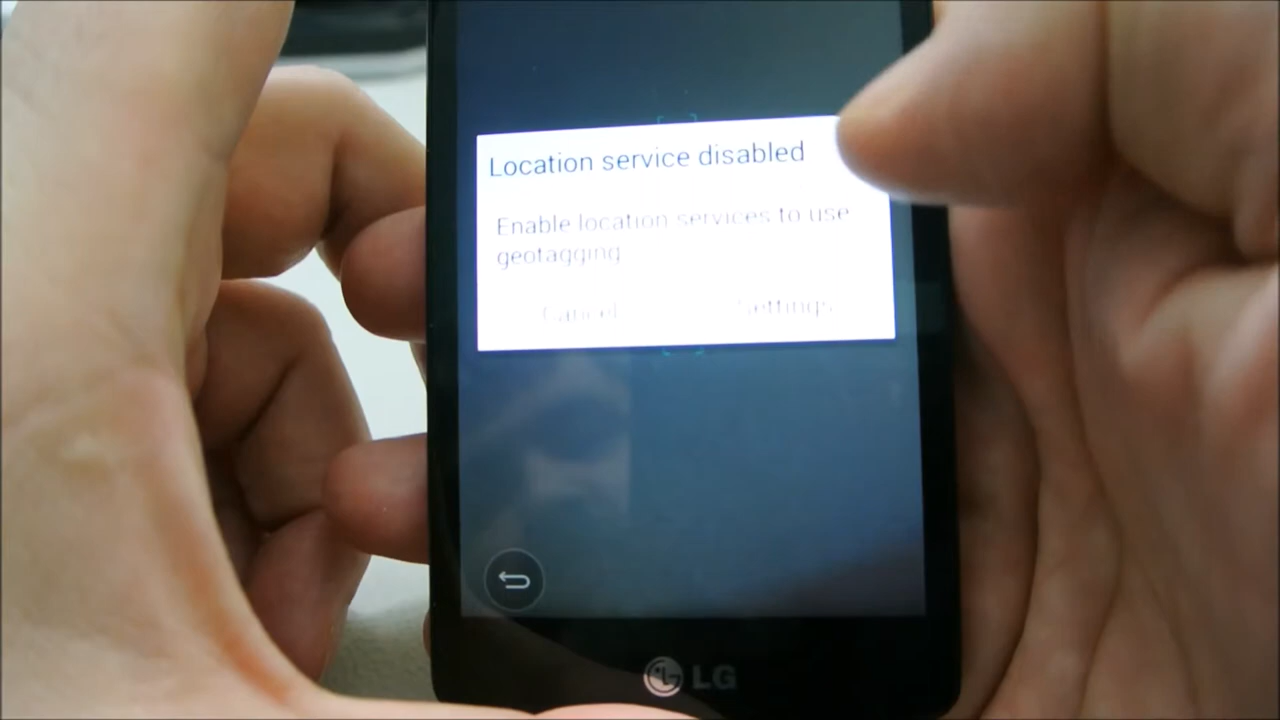 Location service disabled
Enable location services to use
geotagging
Cancel
Settings
LG